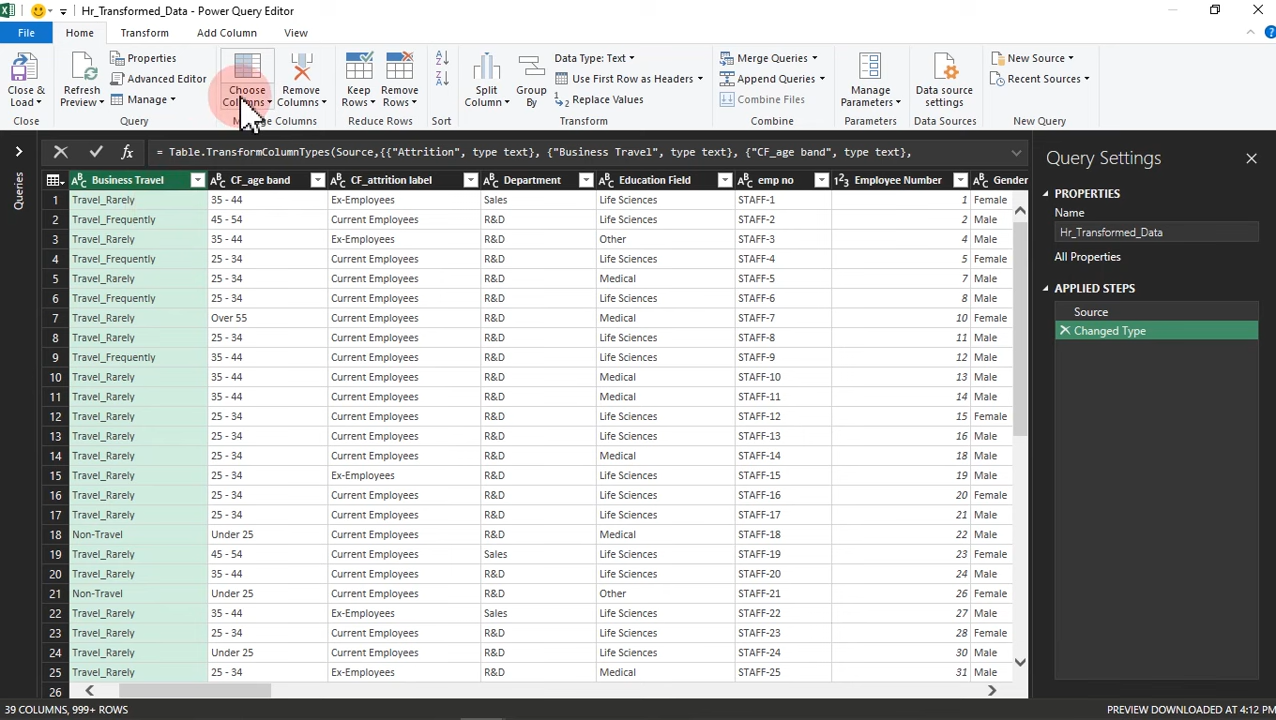 Hr_Transformed_Data - Power Query Editor
File Home Transform Add Column View
Close & Load
Refresh Preview
Properties
Advanced Editor
Manage
Choose Columns
Remove Columns
Keep Rows
Remove Rows
Split Column
Group By
Data Type: Text
Use First Row as Headers
Replace Values
Merge Queries
Append Queries
Combine Files
Manage Parameters
Data source settings
New Source
Recent Sources
Close Query Columns Reduce Rows Sort Transform Combine Parameters Data Sources New Query
= Table.TransformColumnTypes(Source,{{"Attrition", type text}, {"Business Travel", type text}, {"CF_age band", type text},
Queries
Business Travel CF_age band CF_attrition label Department Education Field emp no Employee Number Gender
1 Travel_Rarely 35 - 44 Ex-Employees Sales Life Sciences STAFF-1 1 Female
2 Travel_Frequently 45 - 54 Current Employees R&D Life Sciences STAFF-2 2 Male
3 Travel_Rarely 35 - 44 Ex-Employees R&D Other STAFF-3 4 Male
4 Travel_Frequently 25 - 34 Current Employees R&D Life Sciences STAFF-4 5 Female
5 Travel_Rarely 25 - 34 Current Employees R&D Medical STAFF-5 7 Male
6 Travel_Frequently 25 - 34 Current Employees R&D Life Sciences STAFF-6 8 Male
7 Travel_Rarely Over 55 Current Employees R&D Medical STAFF-7 10 Female
8 Travel_Rarely 25 - 34 Current Employees R&D Life Sciences STAFF-8 11 Male
9 Travel_Frequently 35 - 44 Current Employees R&D Life Sciences STAFF-9 12 Male
10 Travel_Rarely 35 - 44 Current Employees R&D Medical STAFF-10 13 Male
11 Travel_Rarely 35 - 44 Current Employees R&D Medical STAFF-11 14 Male
12 Travel_Rarely 25 - 34 Current Employees R&D Life Sciences STAFF-12 15 Female
13 Travel_Rarely 25 - 34 Current Employees R&D Life Sciences STAFF-13 16 Male
14 Travel_Rarely 25 - 34 Current Employees R&D Medical STAFF-14 18 Male
15 Travel_Rarely 25 - 34 Ex-Employees R&D Life Sciences STAFF-15 19 Male
16 Travel_Rarely 25 - 34 Current Employees R&D Life Sciences STAFF-16 20 Female
17 Travel_Rarely 25 - 34 Current Employees R&D Life Sciences STAFF-17 21 Male
18 Non-Travel Under 25 Current Employees R&D Medical STAFF-18 22 Male
19 Travel_Rarely 45 - 54 Current Employees Sales Life Sciences STAFF-19 23 Female
20 Travel_Rarely 35 - 44 Current Employees R&D Life Sciences STAFF-20 24 Male
21 Non-Travel Under 25 Current Employees R&D Other STAFF-21 26 Female
22 Travel_Rarely 35 - 44 Ex-Employees Sales Life Sciences STAFF-22 27 Male
23 Travel_Rarely 25 - 34 Current Employees R&D Life Sciences STAFF-23 28 Female
24 Travel_Rarely Under 25 Current Employees R&D Life Sciences STAFF-24 30 Male
25 Travel_Rarely 25 - 34 Ex-Employees R&D Medical STAFF-25 31 Male
26
Query Settings
PROPERTIES
Name
Hr_Transformed_Data
All Properties
APPLIED STEPS
Source
Changed Type
39 COLUMNS, 999+ ROWS
PREVIEW DOWNLOADED AT 4:12 PM